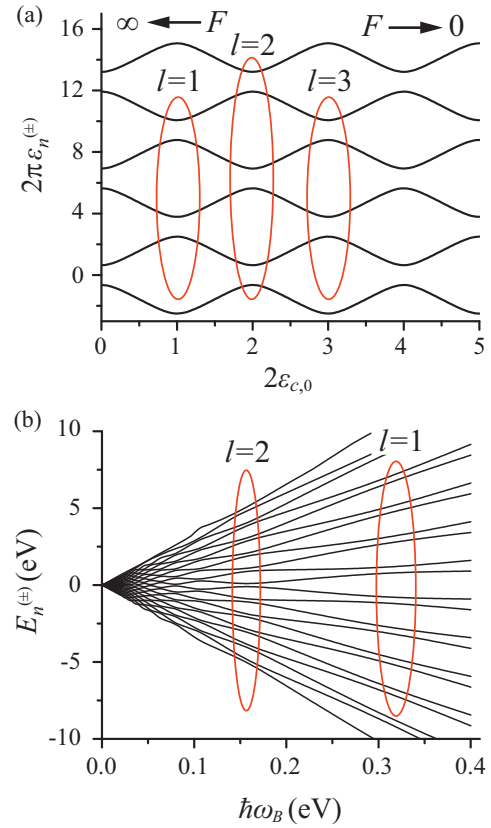 (a)
∞ ← F
F → 0
l=1
l=2
l=3
16
12
8
4
0
2πε_n^(±)
0 1 2 3 4 5
2ε_c,0
(b)
10
5
0
-5
-10
l=2
l=1
E_n^(±) (eV)
0.0 0.1 0.2 0.3 0.4
ħω_B (eV)